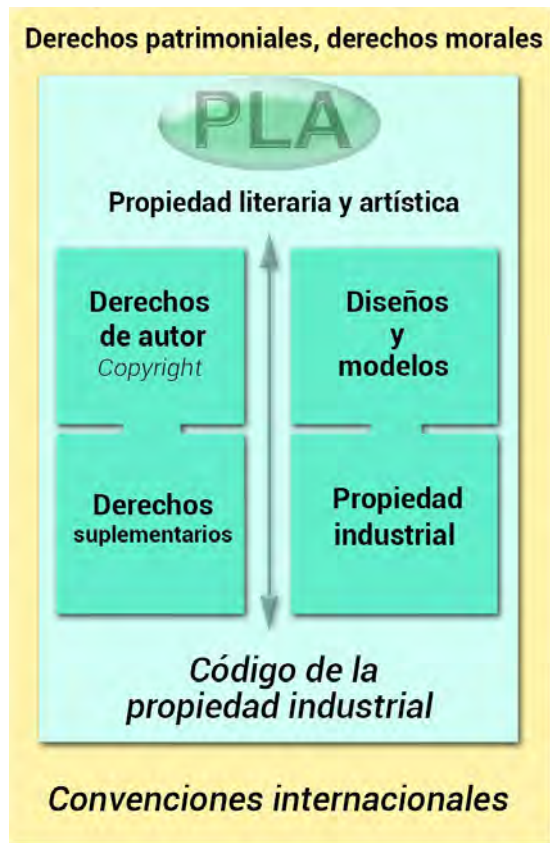 Derechos patrimoniales, derechos morales
PLA
Propiedad literaria y artística
Derechos
de autor
Copyright
Diseños
y
modelos
Derechos
suplementarios
Propiedad
industrial
Código de la
propiedad industrial
Convenciones internacionales